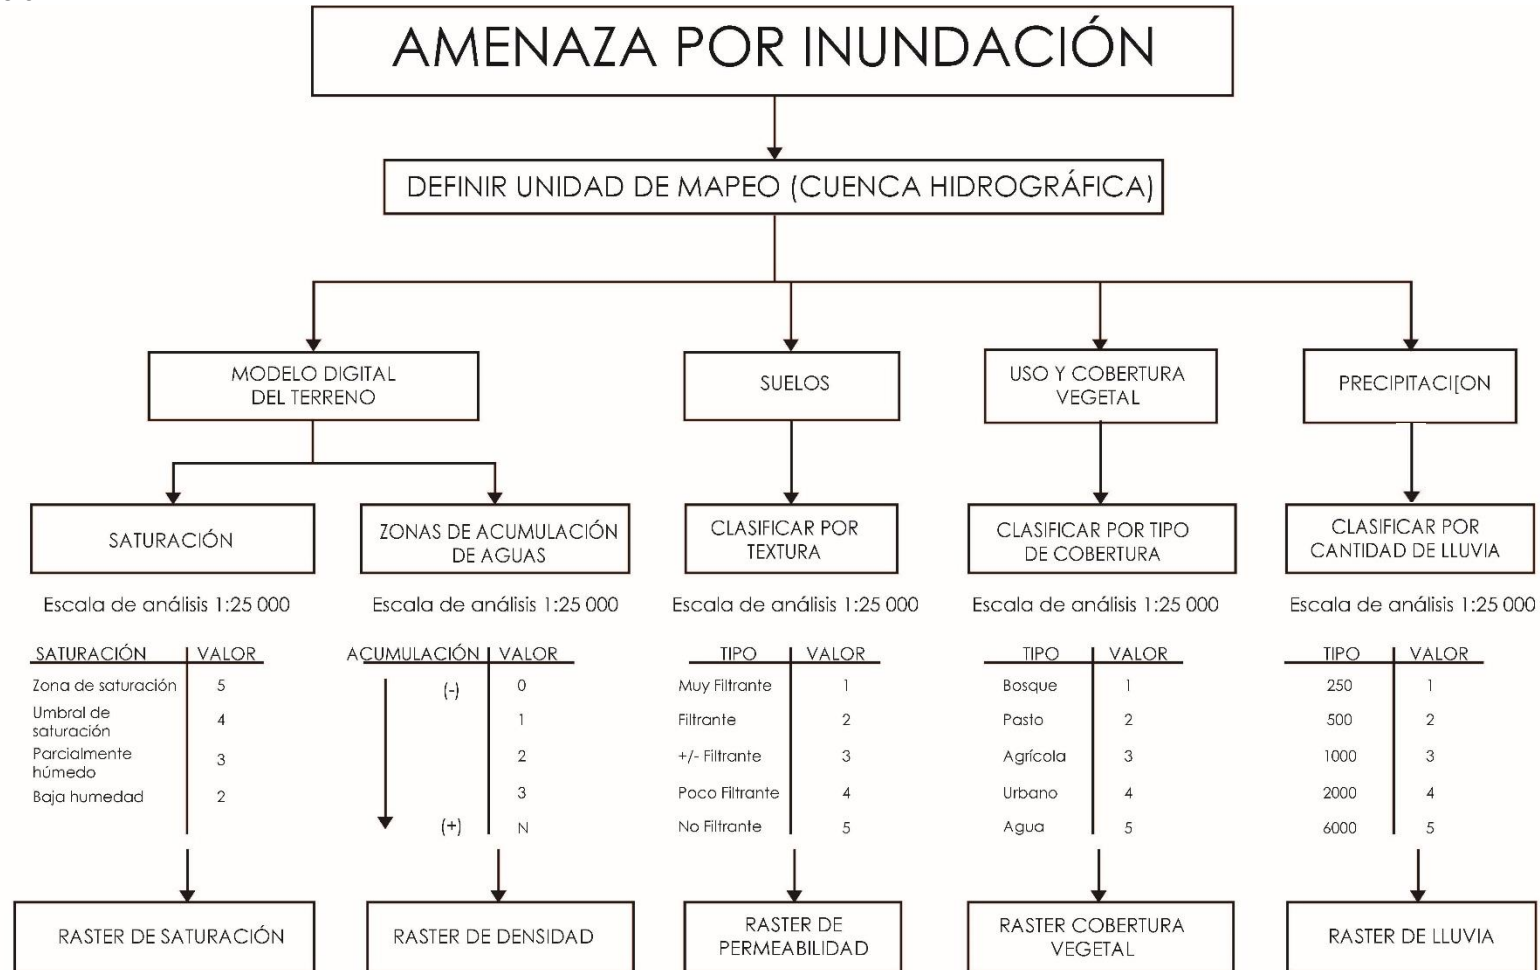 AMENAZA POR INUNDACIÓN
DEFINIR UNIDAD DE MAPEO (CUENCA HIDROGRÁFICA)
MODELO DIGITAL
DEL TERRENO
SUELOS
USO Y COBERTURA
VEGETAL
PRECIPITACI[ON
SATURACIÓN
ZONAS DE ACUMULACIÓN
DE AGUAS
CLASIFICAR POR
TEXTURA
CLASIFICAR POR TIPO
DE COBERTURA
CLASIFICAR POR
CANTIDAD DE LLUVIA
Escala de análisis 1:25 000
Escala de análisis 1:25 000
Escala de análisis 1:25 000
Escala de análisis 1:25 000
Escala de análisis 1:25 000
SATURACIÓN VALOR
Zona de saturación 5
Umbral de
saturación 4
Parcialmente
húmedo 3
Baja humedad 2
ACUMULACIÓN VALOR
(-) 0
1
2
3
(+) N
TIPO VALOR
Muy Filtrante 1
Filtrante 2
+/- Filtrante 3
Poco Filtrante 4
No Filtrante 5
TIPO VALOR
Bosque 1
Pasto 2
Agrícola 3
Urbano 4
Agua 5
TIPO VALOR
250 1
500 2
1000 3
2000 4
6000 5
RASTER DE SATURACIÓN
RASTER DE DENSIDAD
RASTER DE
PERMEABILIDAD
RASTER COBERTURA
VEGETAL
RASTER DE LLUVIA